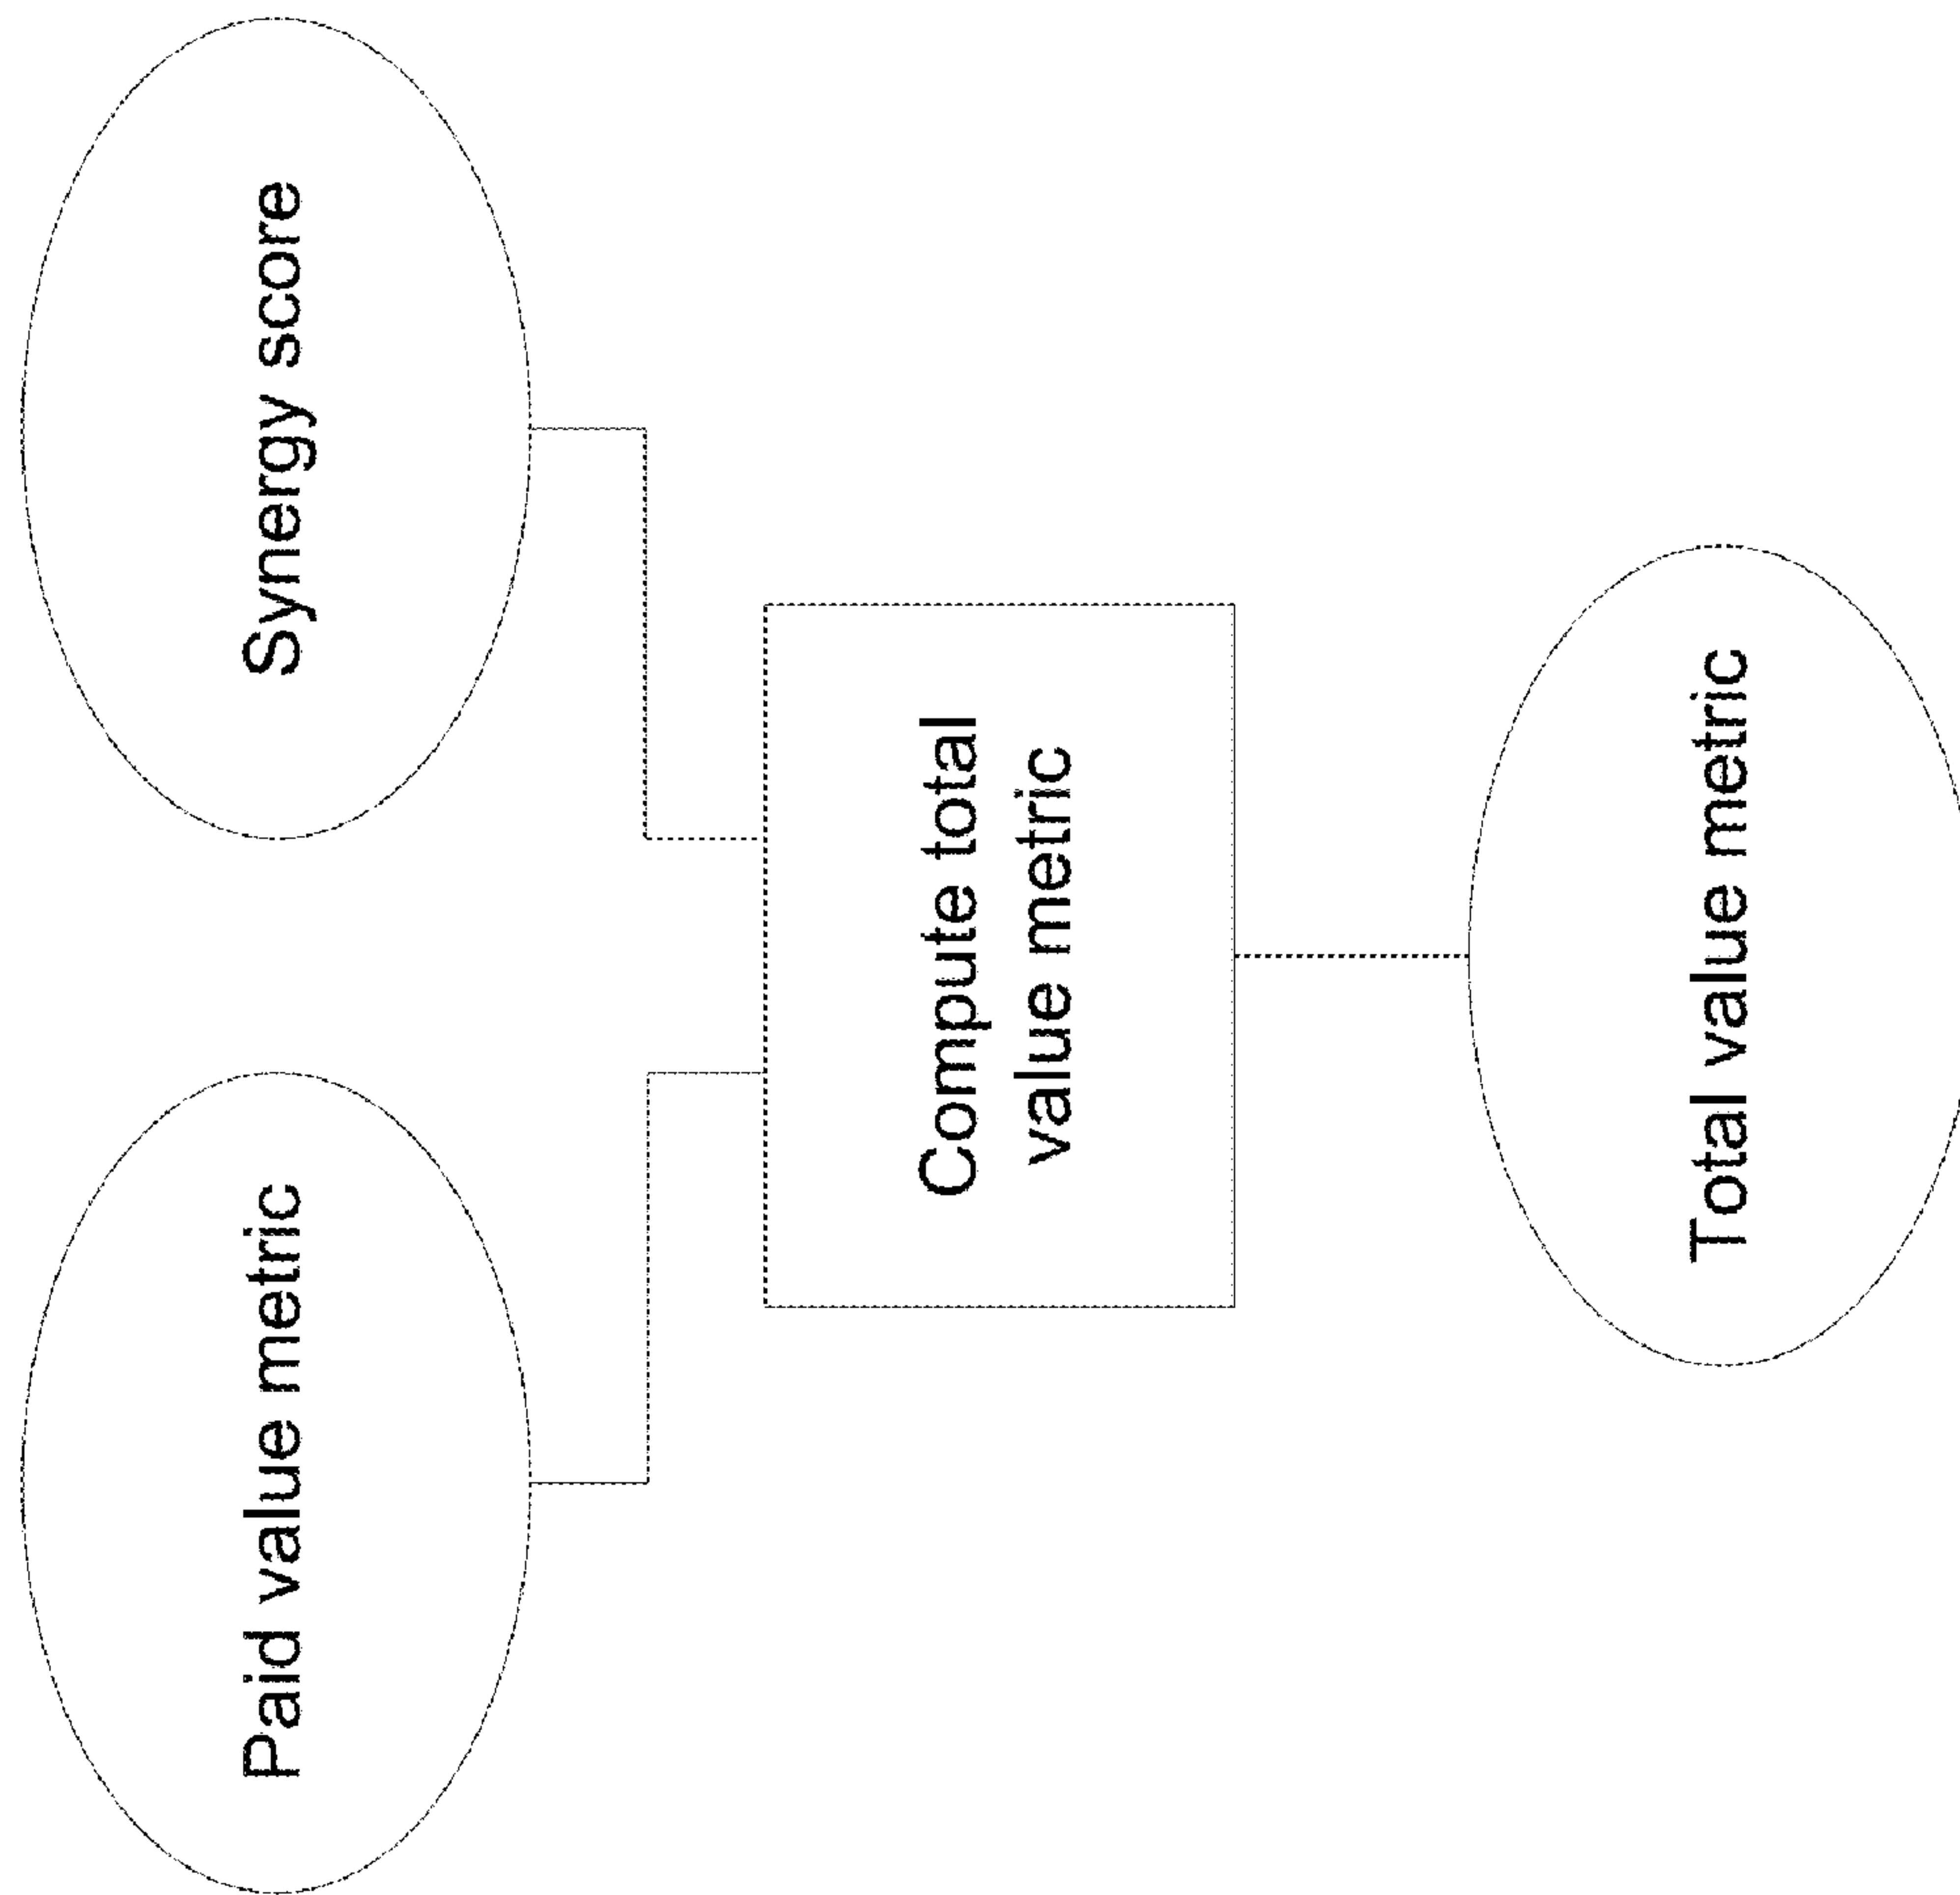 Paid value metric
Synergy score
Compute total
value metric
Total value metric